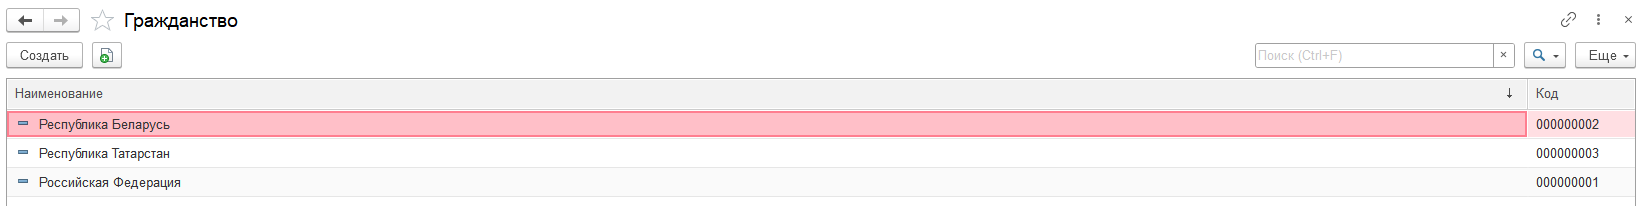 Гражданство
Создать Поиск (Ctrl+F) × Еще
Наименование ↓ Код
Республика Беларусь 000000002
Республика Татарстан 000000003
Российская Федерация 000000001